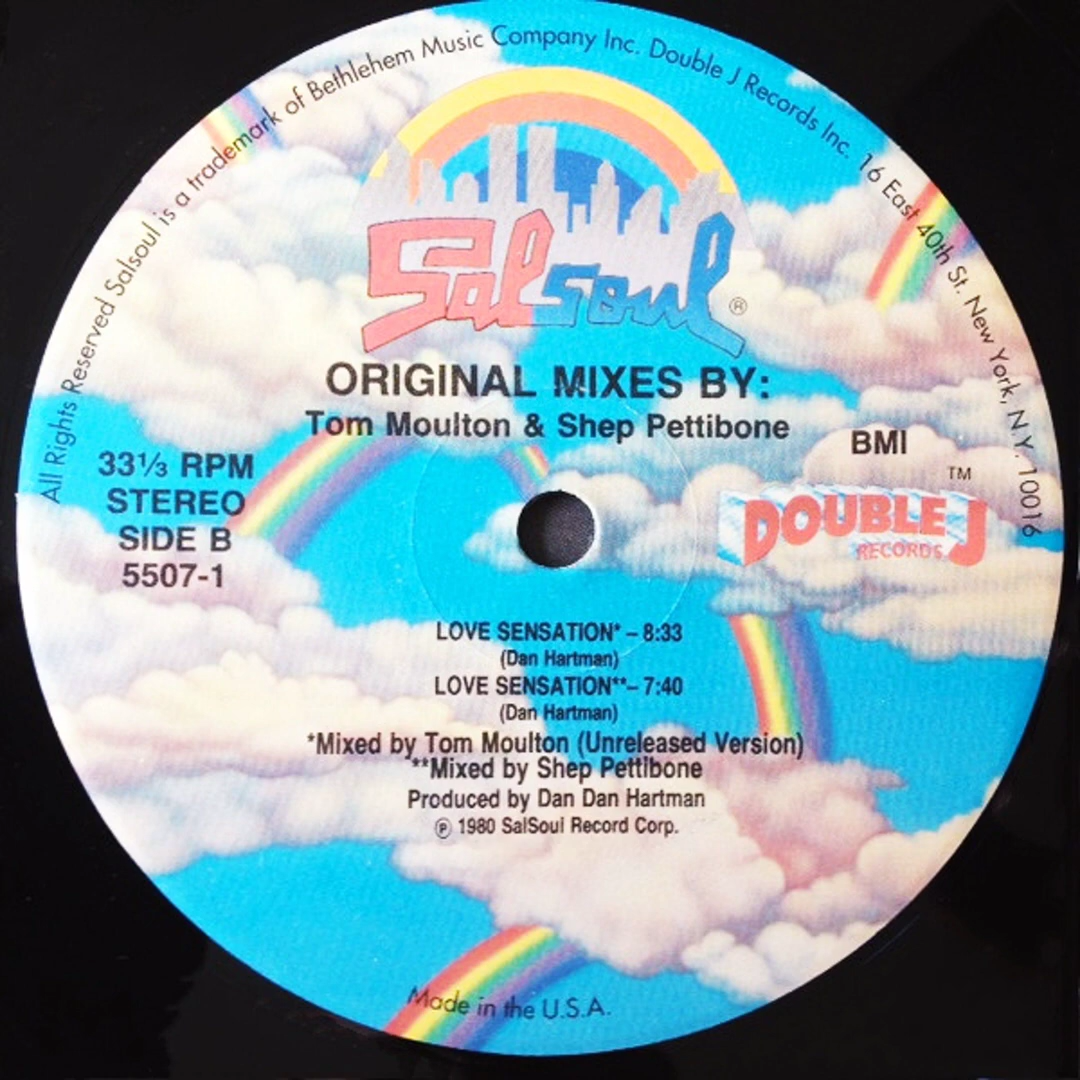 All Rights Reserved Salsoul is a trademark of Bethlehem Music Company Inc. Double J Records Inc. 16 East 40th St. New York, N.Y. 10016
Salsoul ®
ORIGINAL MIXES BY:
Tom Moulton & Shep Pettibone
33⅓ RPM
STEREO
SIDE B
5507-1
BMI
TM
DOUBLE J
RECORDS
LOVE SENSATION* – 8:33
(Dan Hartman)
LOVE SENSATION**– 7:40
(Dan Hartman)
*Mixed by Tom Moulton (Unreleased Version)
**Mixed by Shep Pettibone
Produced by Dan Dan Hartman
℗ 1980 SalSoul Record Corp.
Made in the U.S.A.